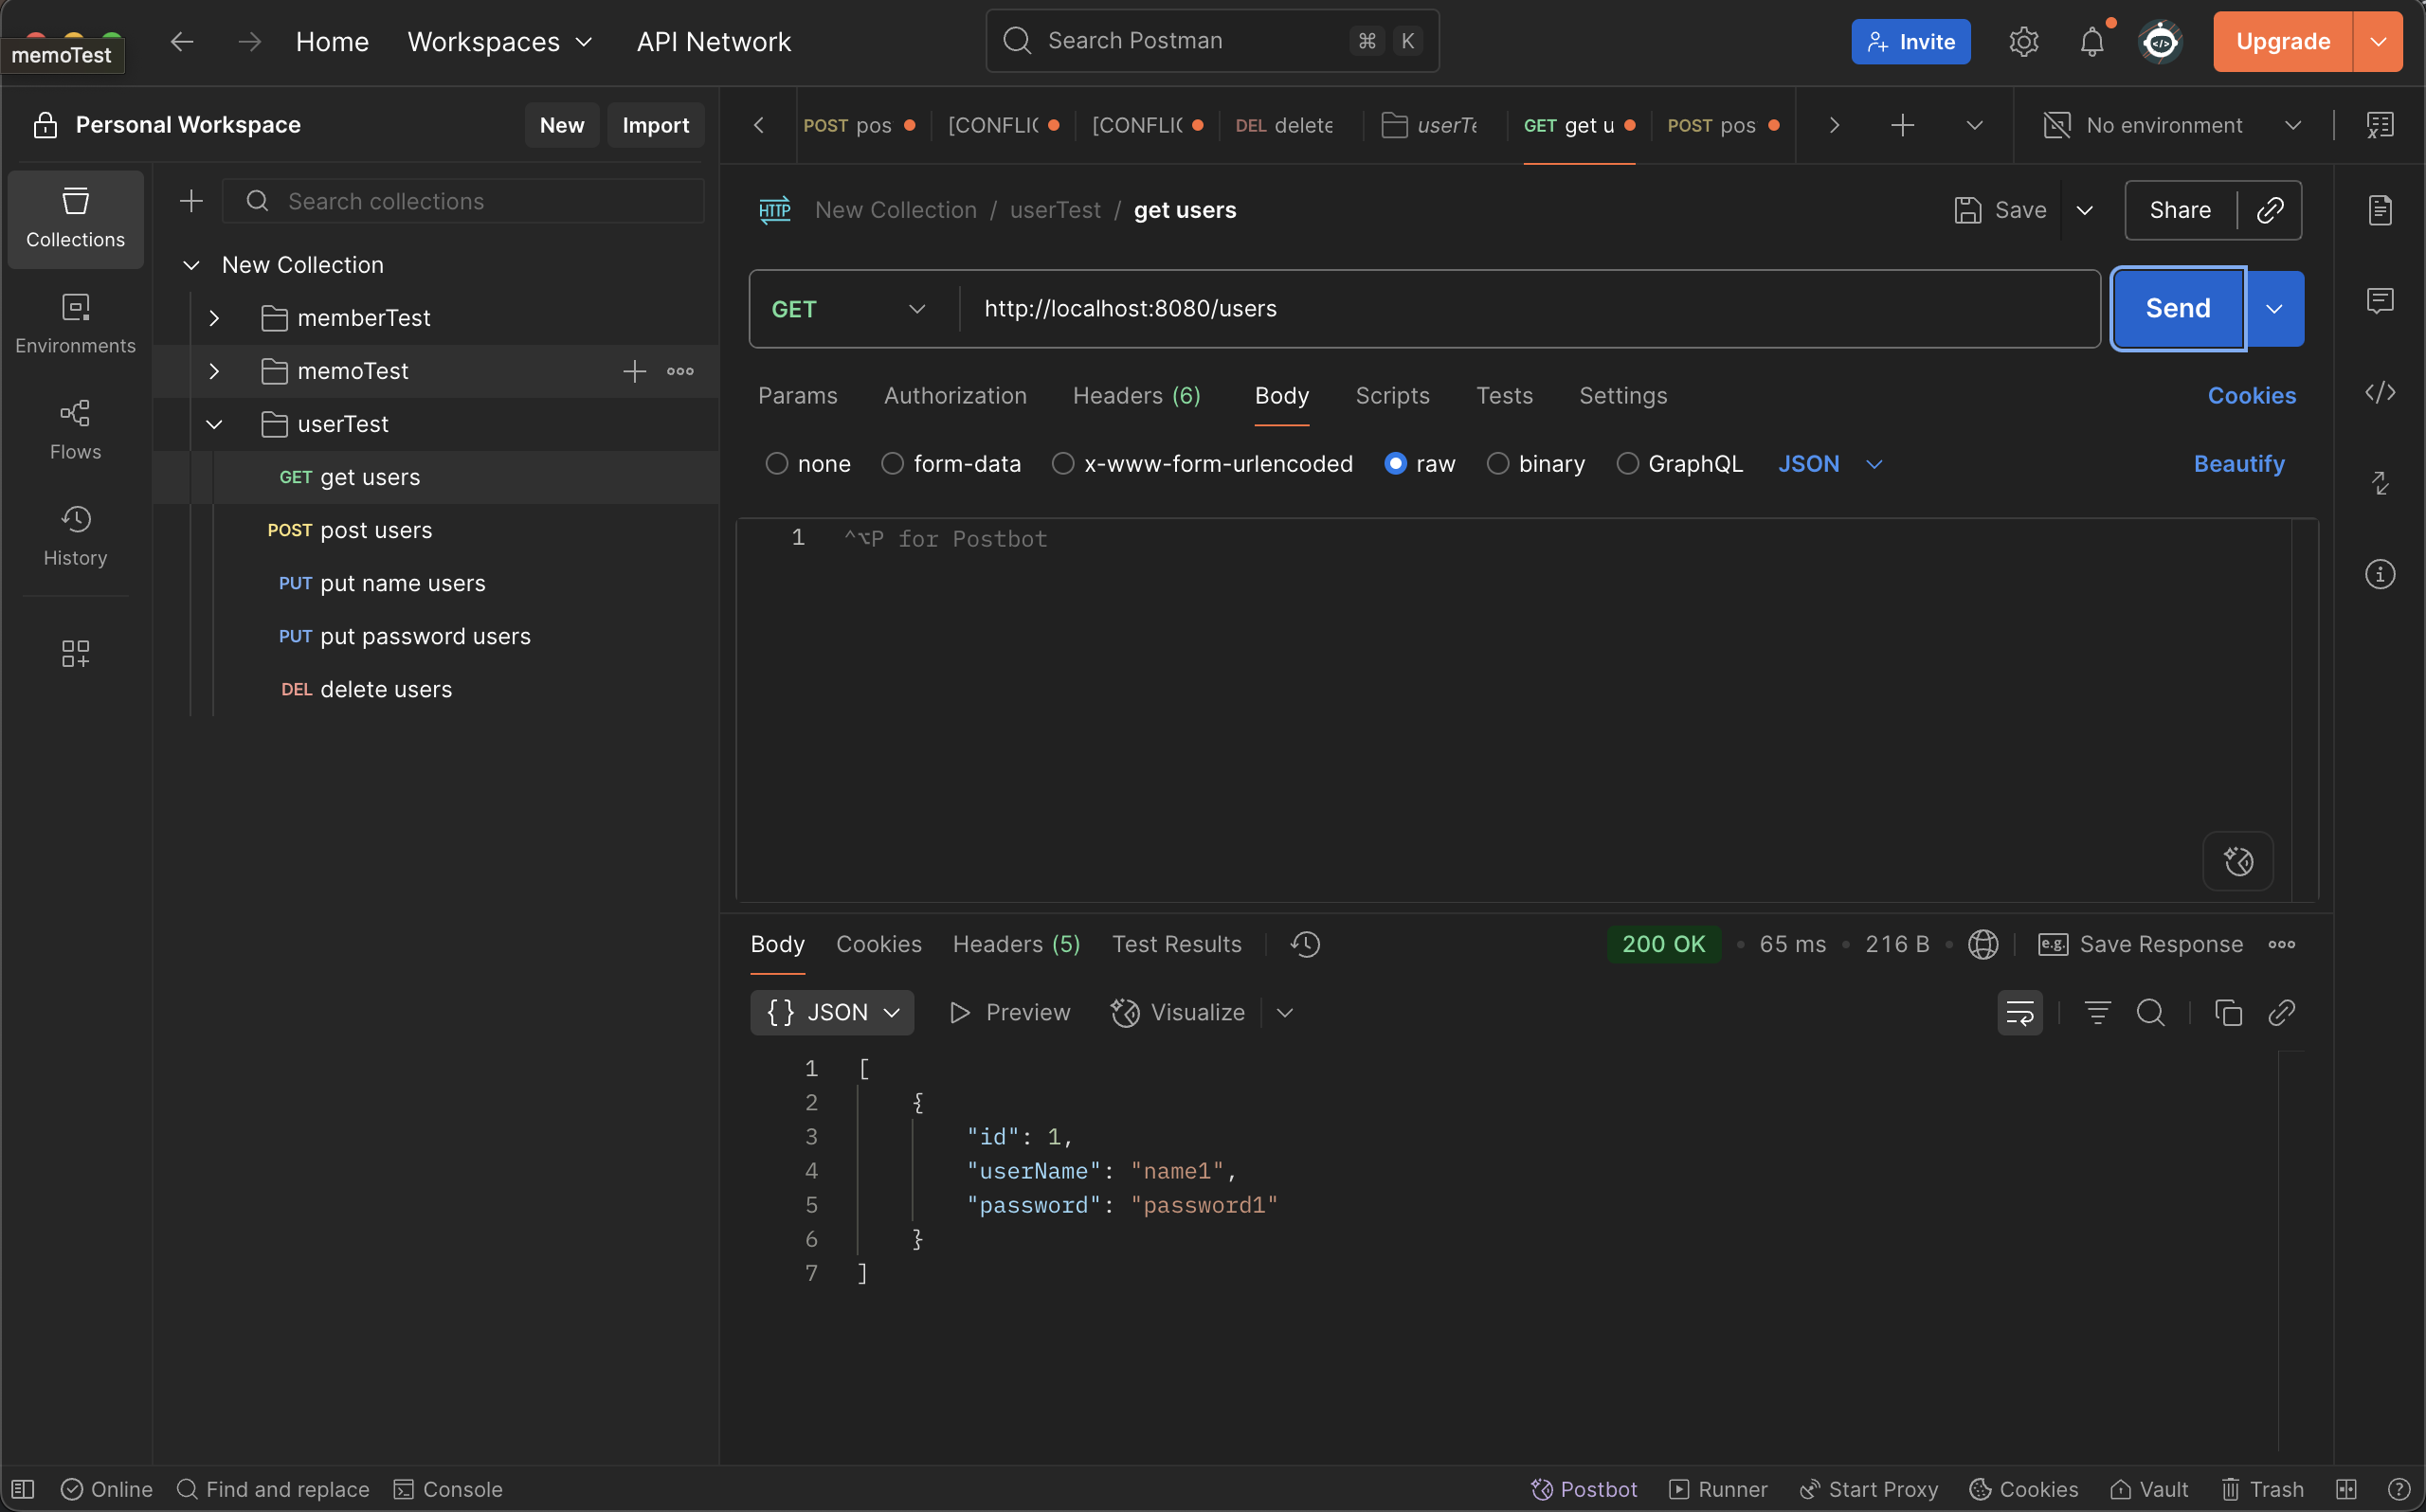 memoTest
Home Workspaces API Network
Search Postman ⌘ K
Invite
Upgrade
Personal Workspace New Import
POST pos [CONFLIC [CONFLIC DEL delete userTe GET get u POST pos No environment
Collections
Environments
Flows
History
Search collections
New Collection
memberTest
memoTest
userTest
GET get users
POST post users
PUT put name users
PUT put password users
DEL delete users
HTTP New Collection / userTest / get users Save Share
GET http://localhost:8080/users Send
Params Authorization Headers (6) Body Scripts Tests Settings Cookies
none form-data x-www-form-urlencoded raw binary GraphQL JSON Beautify
1 ^⌥P for Postbot
Body Cookies Headers (5) Test Results 200 OK • 65 ms • 216 B • e.g. Save Response
{} JSON Preview Visualize
1 [
2 {
3 "id": 1,
4 "userName": "name1",
5 "password": "password1"
6 }
7 ]
Online Find and replace Console Postbot Runner Start Proxy Cookies Vault Trash